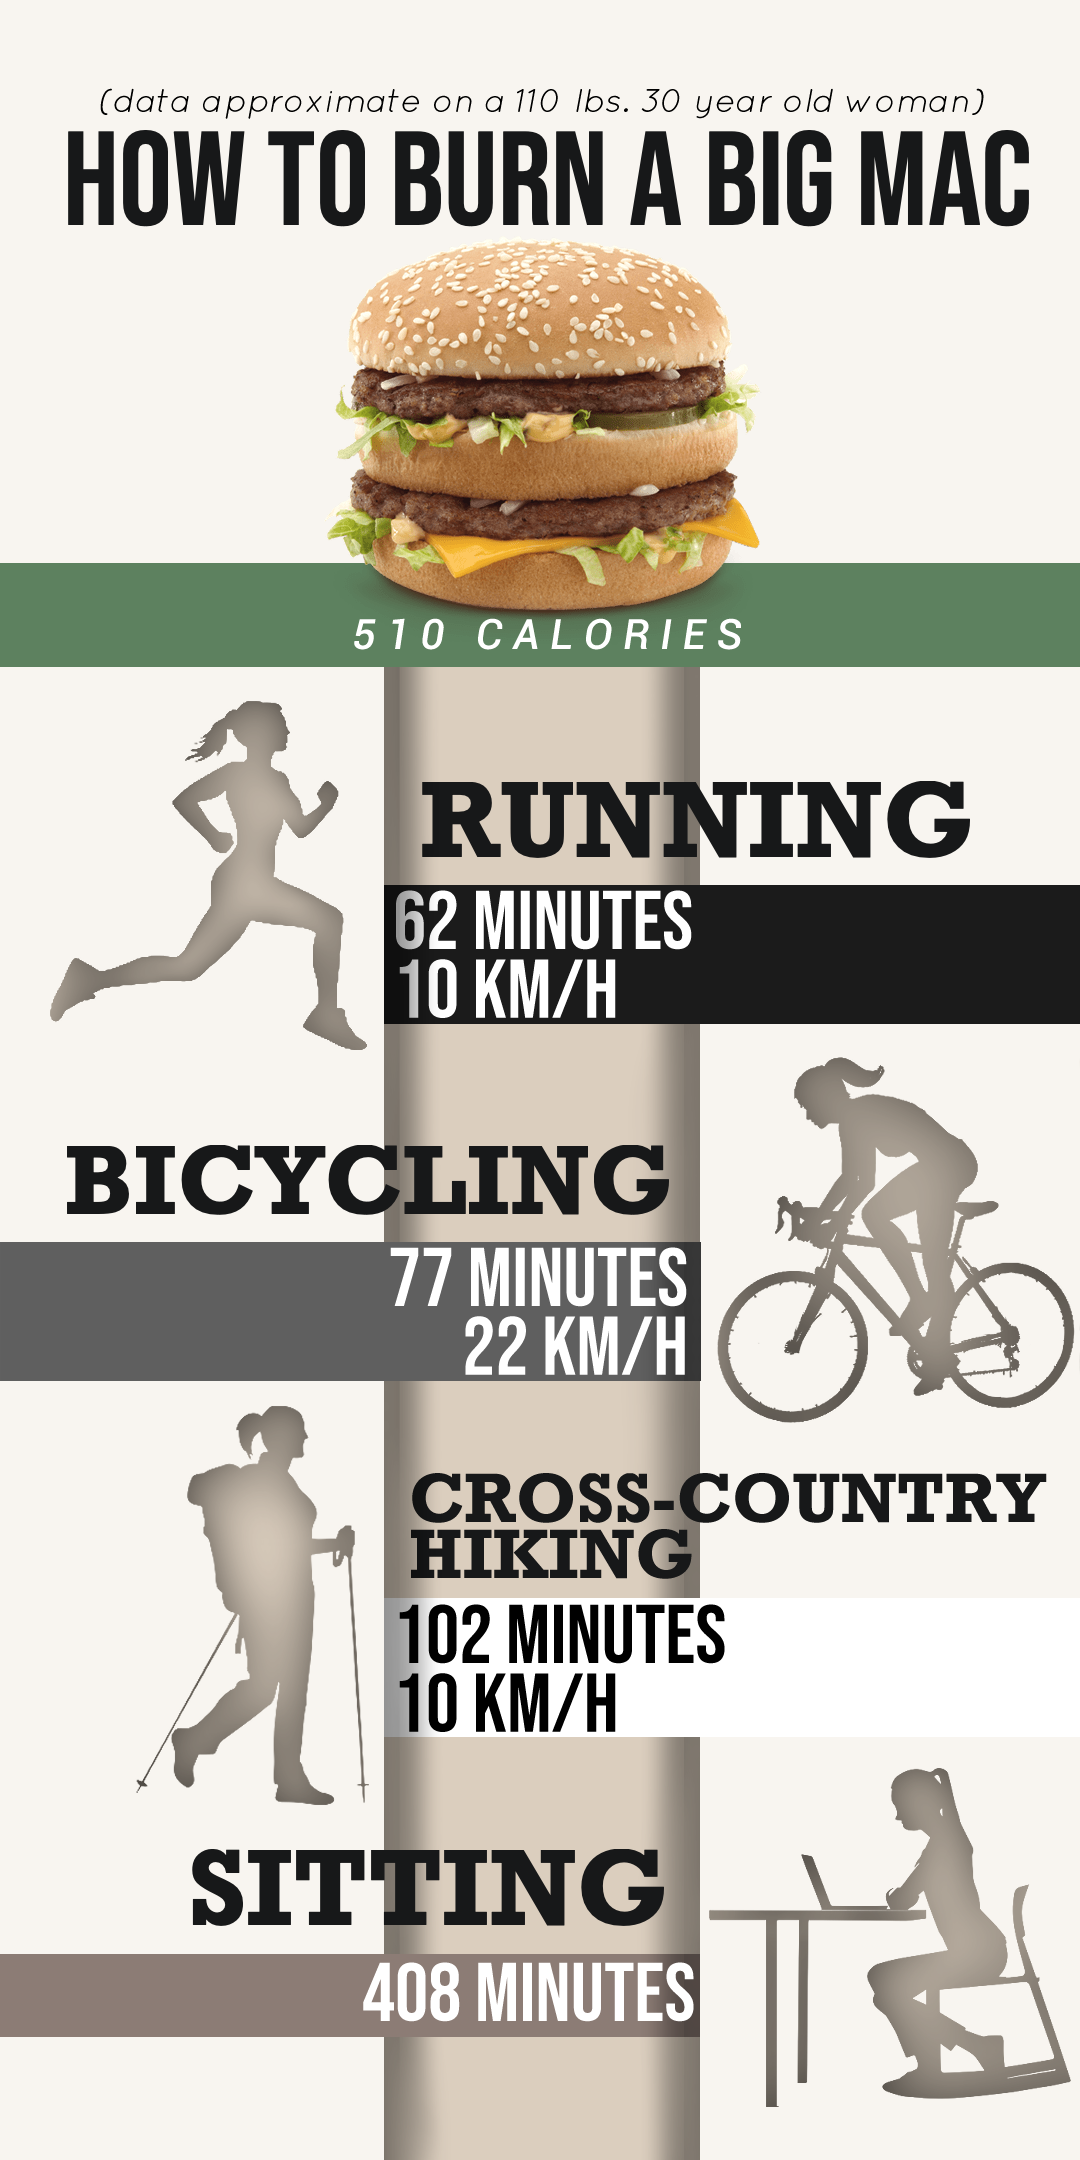 (data approximate on a 110 lbs. 30 year old woman)
HOW TO BURN A BIG MAC
510 CALORIES
RUNNING
62 MINUTES
10 KM/H
BICYCLING
77 MINUTES
22 KM/H
CROSS-COUNTRY
HIKING
102 MINUTES
10 KM/H
SITTING
408 MINUTES